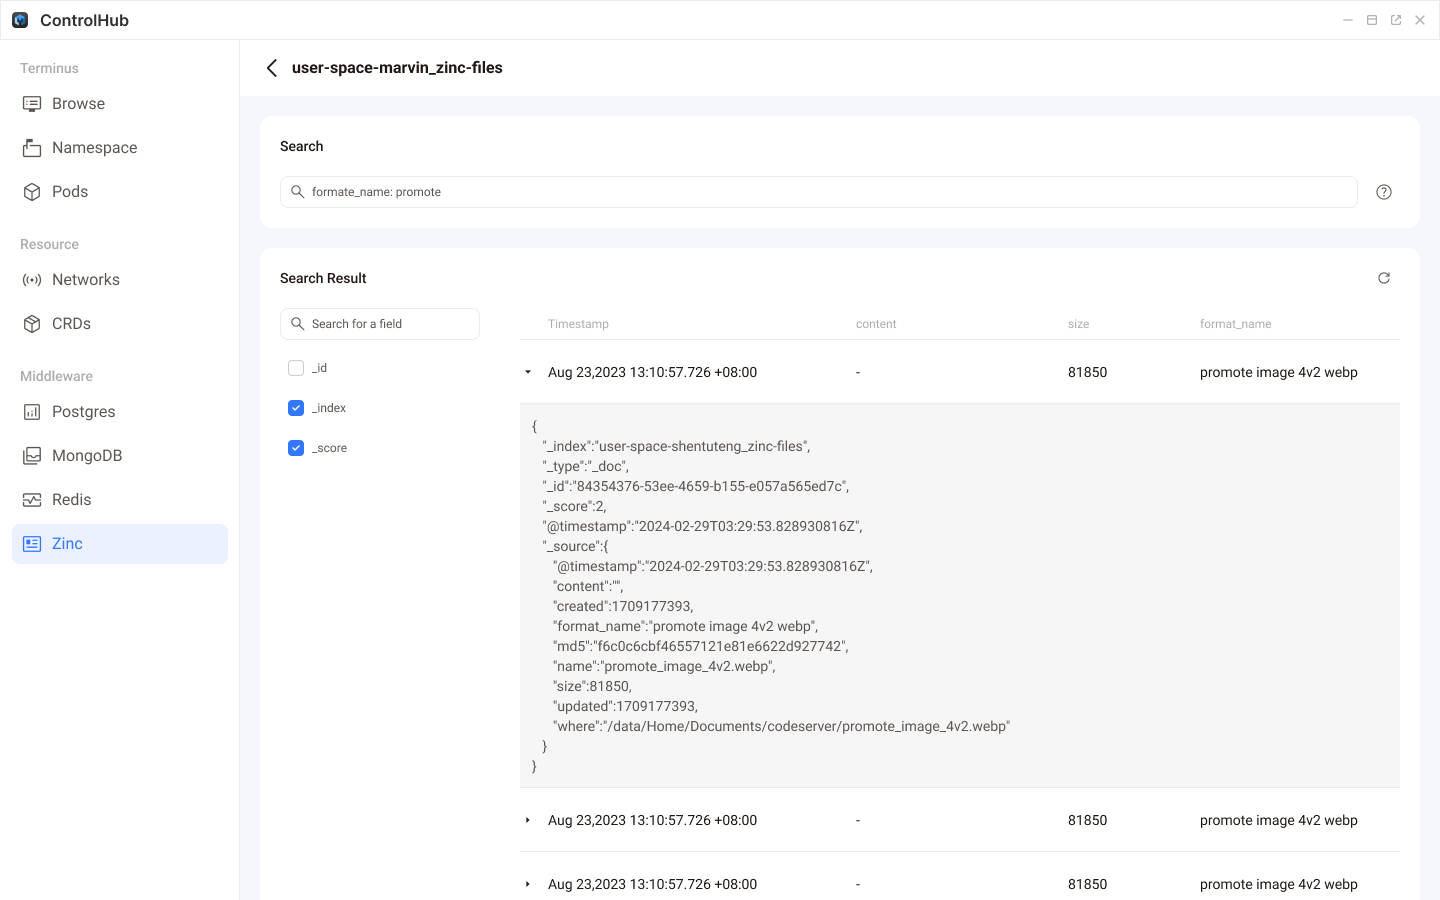 ControlHub
Terminus
Browse
Namespace
Pods
Resource
Networks
CRDs
Middleware
Postgres
MongoDB
Redis
Zinc
user-space-marvin_zinc-files
Search
formate_name: promote
Search Result
Search for a field
_id
_index
_score
Timestamp content size format_name
Aug 23,2023 13:10:57.726 +08:00 - 81850 promote image 4v2 webp
{
"_index":"user-space-shentuteng_zinc-files",
"_type":"_doc",
"_id":"84354376-53ee-4659-b155-e057a565ed7c",
"_score":2,
"@timestamp":"2024-02-29T03:29:53.828930816Z",
"_source":{
"@timestamp":"2024-02-29T03:29:53.828930816Z",
"content":"",
"created":1709177393,
"format_name":"promote image 4v2 webp",
"md5":"f6c0c6cbf46557121e81e6622d927742",
"name":"promote_image_4v2.webp",
"size":81850,
"updated":1709177393,
"where":"/data/Home/Documents/codeserver/promote_image_4v2.webp"
}
}
Aug 23,2023 13:10:57.726 +08:00 - 81850 promote image 4v2 webp
Aug 23,2023 13:10:57.726 +08:00 - 81850 promote image 4v2 webp